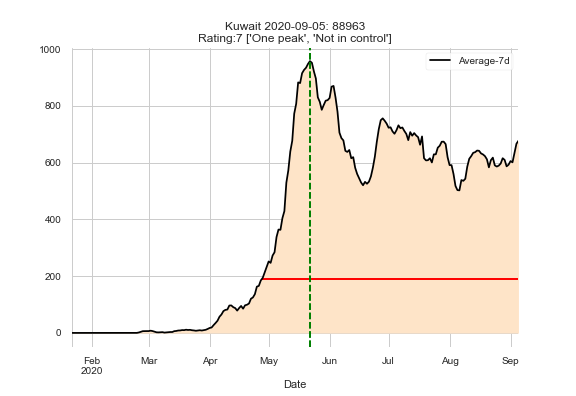 Kuwait 2020-09-05: 88963
Rating:7 ['One peak', 'Not in control']
Average-7d
1000
800
600
400
200
0
Feb
2020
Mar
Apr
May
Jun
Jul
Aug
Sep
Date